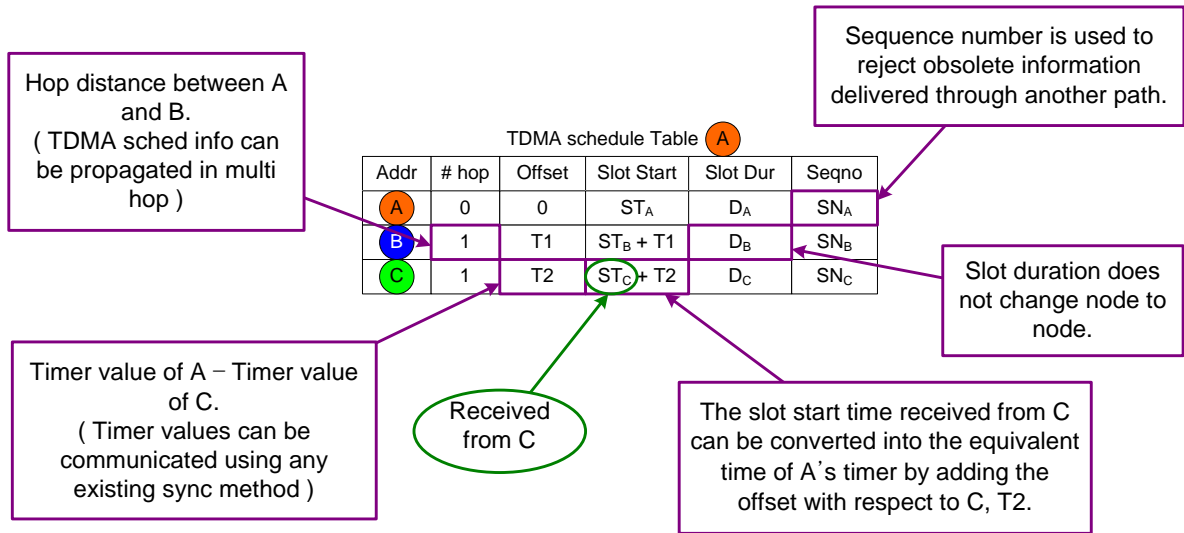 Sequence number is used to
reject obsolete information
delivered through another path.
Hop distance between A
and B.
( TDMA sched info can
be propagated in multi
hop )
TDMA schedule Table A
Addr # hop Offset Slot Start Slot Dur Seqno
A 0 0 STA DA SNA
B 1 T1 STB + T1 DB SNB
C 1 T2 STC + T2 DC SNC
Slot duration does
not change node to
node.
Timer value of A – Timer value
of C.
( Timer values can be
communicated using any
existing sync method )
Received
from C
The slot start time received from C
can be converted into the equivalent
time of A’s timer by adding the
offset with respect to C, T2.